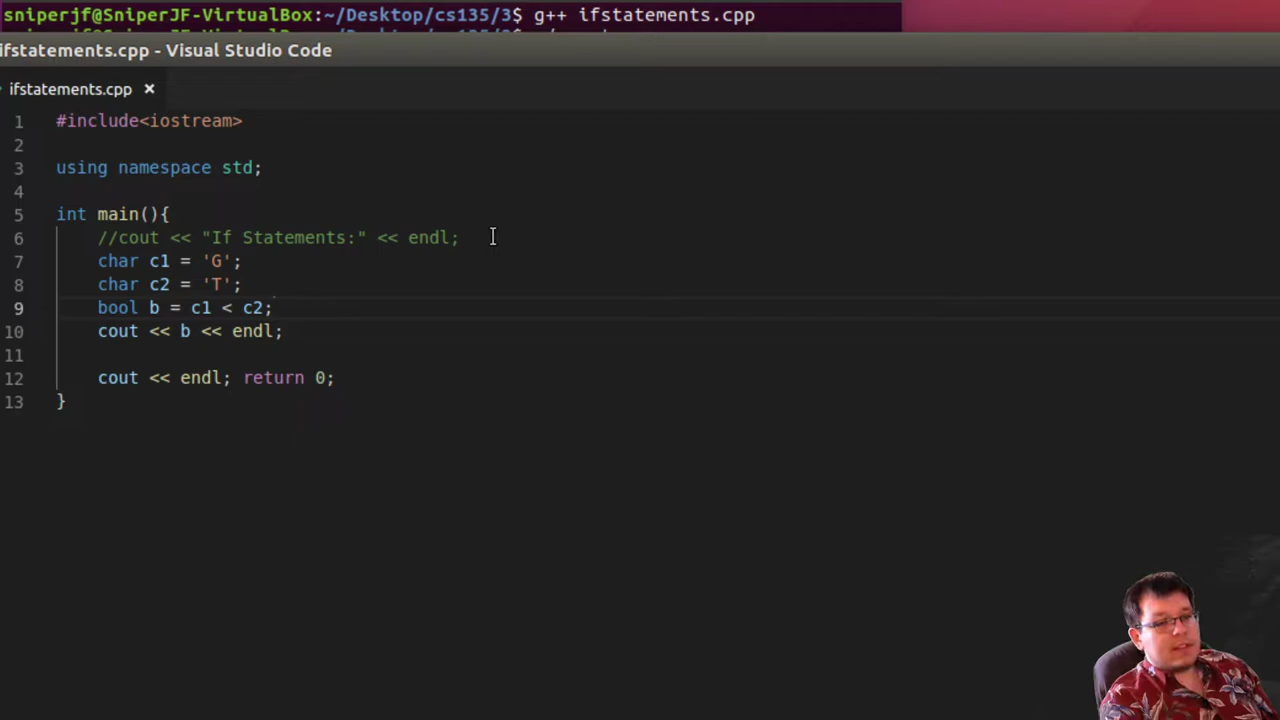 sniperjf@SniperJF-VirtualBox:~/Desktop/cs135/3$ g++ ifstatements.cpp
ifstatements.cpp - Visual Studio Code
ifstatements.cpp ×
1 #include<iostream>
2
3 using namespace std;
4
5 int main(){
6 //cout << "If Statements:" << endl;
7 char c1 = 'G';
8 char c2 = 'T';
9 bool b = c1 < c2;
10 cout << b << endl;
11
12 cout << endl; return 0;
13 }